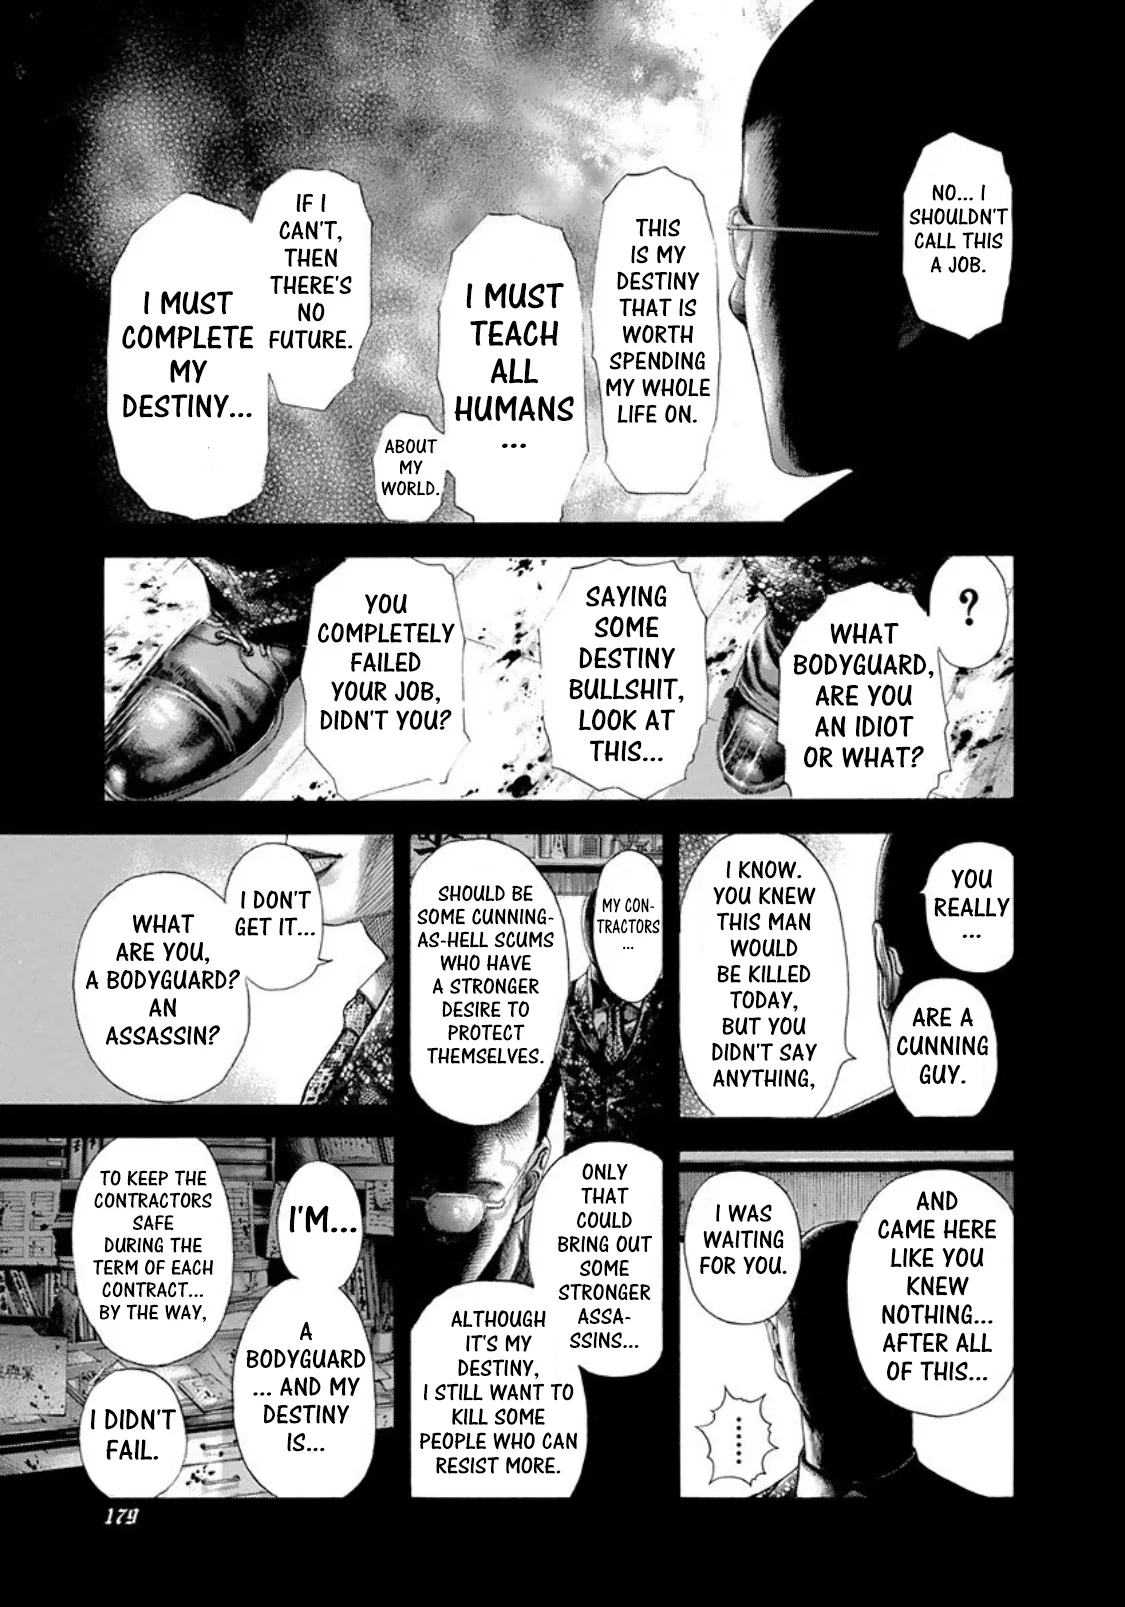 NO... I
SHOULDN'T
CALL THIS
A JOB.
THIS
IS MY
DESTINY
THAT IS
WORTH
SPENDING
MY WHOLE
LIFE ON.
I MUST
TEACH
ALL
HUMANS
...
ABOUT
MY
WORLD.
IF I
CAN'T,
THEN
THERE'S
NO
FUTURE.
I MUST
COMPLETE
MY
DESTINY...
?
WHAT
BODYGUARD,
ARE YOU
AN IDIOT
OR WHAT?
SAYING
SOME
DESTINY
BULLSHIT,
LOOK AT
THIS...
YOU
COMPLETELY
FAILED
YOUR JOB,
DIDN'T YOU?
YOU
REALLY
...
ARE A
CUNNING
GUY.
I KNOW.
YOU KNEW
THIS MAN
WOULD
BE KILLED
TODAY,
BUT YOU
DIDN'T SAY
ANYTHING,
AND
CAME HERE
LIKE YOU
KNEW
NOTHING...
AFTER ALL
OF THIS...
I WAS
WAITING
FOR YOU.
......
MY CON-
TRACTORS
...
SHOULD BE
SOME CUNNING-
AS-HELL SCUMS
WHO HAVE
A STRONGER
DESIRE TO
PROTECT
THEMSELVES.
ONLY
THAT
COULD
BRING OUT
SOME
STRONGER
ASSA-
SSINS...
ALTHOUGH
IT'S MY
DESTINY,
I STILL WANT TO
KILL SOME
PEOPLE WHO CAN
RESIST MORE.
I DON'T
GET IT...
WHAT
ARE YOU,
A BODYGUARD?
AN
ASSASSIN?
I'M...
A
BODYGUARD
... AND MY
DESTINY
IS...
TO KEEP THE
CONTRACTORS
SAFE
DURING THE
TERM OF EACH
CONTRACT...
BY THE WAY,
I DIDN'T
FAIL.
179